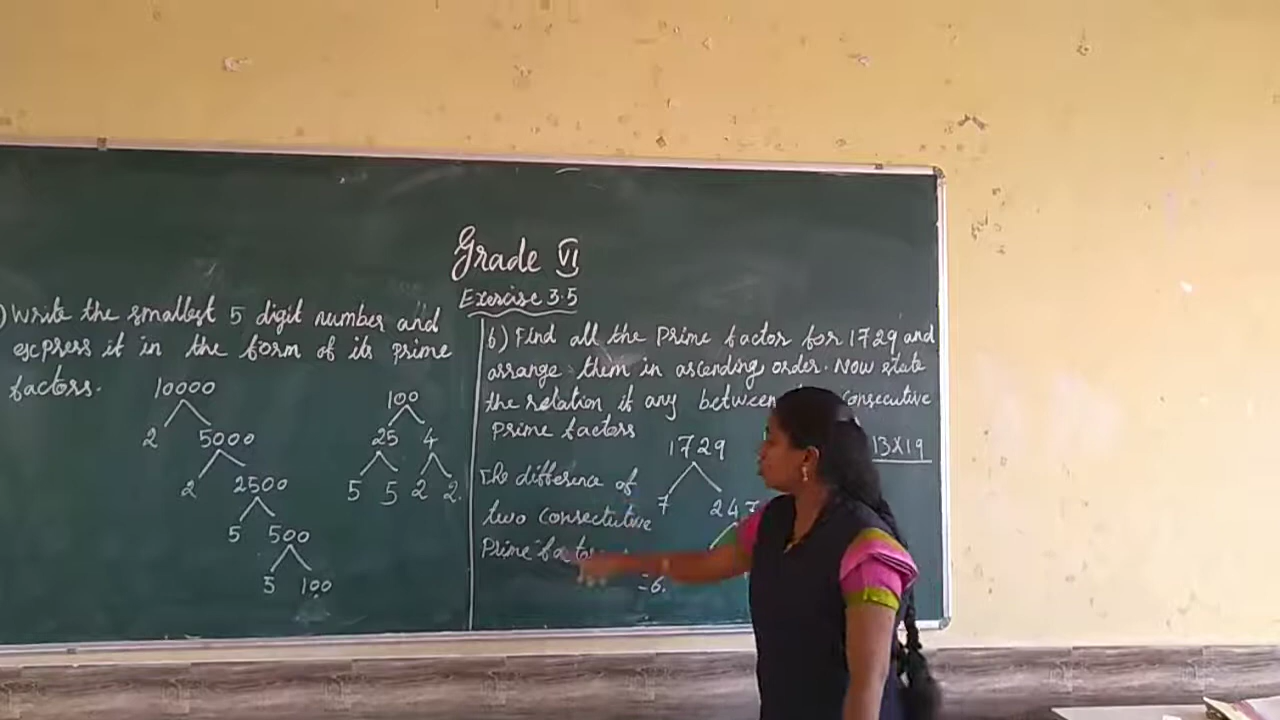 Grade VI
Exercise 3.5
) Write the smallest 5 digit number and
express it in the form of its prime
factors.
10000
2 5000
2 2500
5 500
5 100
100
25 4
5 5 2 2
6) Find all the Prime factor for 1729 and
arrange them in ascending order. Now state
the relation if any between consecutive
Prime factors
1729
7 247
13X19
The difference of
two consectutive
Prime
=6.